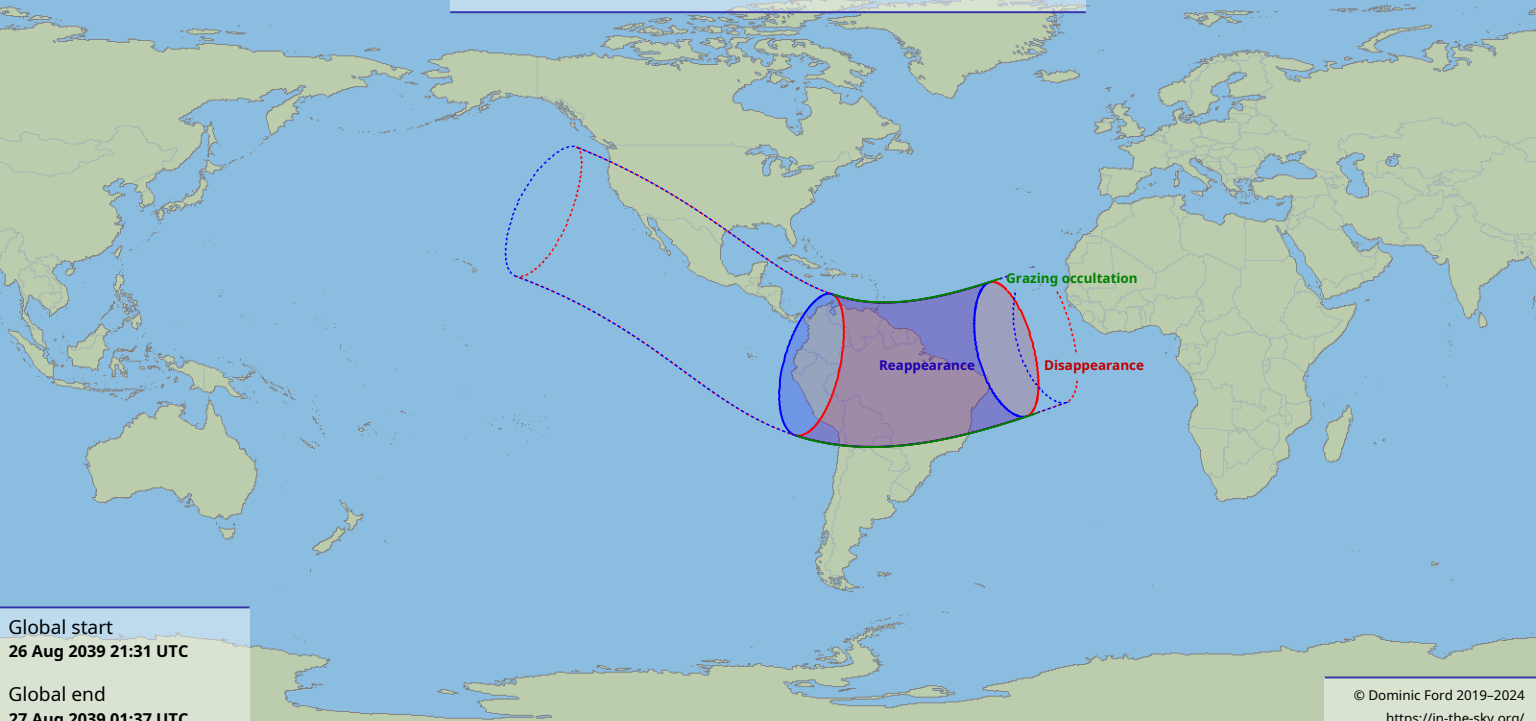 Grazing occultation
Reappearance
Disappearance
Global start
26 Aug 2039 21:31 UTC
Global end
27 Aug 2039 01:37 UTC
© Dominic Ford 2019–2024
https://in-the-sky.org/